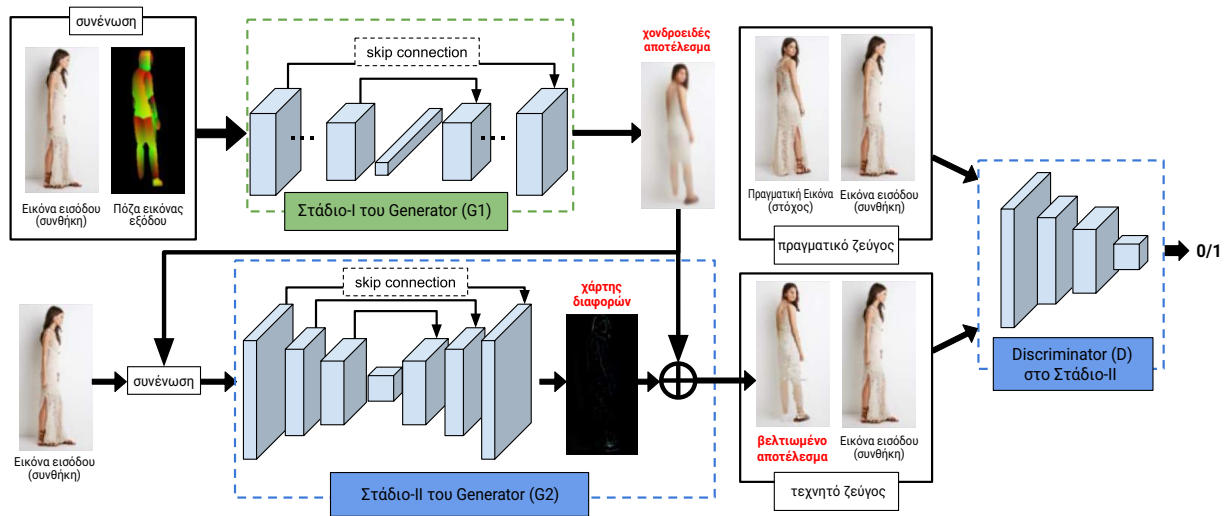 συνένωση
Εικόνα εισόδου
(συνθήκη)
Πόζα εικόνας
εξόδου
skip connection
Στάδιο-I του Generator (G1)
χονδροειδές
αποτέλεσμα
Πραγματική Εικόνα
(στόχος)
Εικόνα εισόδου
(συνθήκη)
πραγματικό ζεύγος
Εικόνα εισόδου
(συνθήκη)
συνένωση
skip connection
Στάδιο-II του Generator (G2)
χάρτης
διαφορών
βελτιωμένο
αποτέλεσμα
Εικόνα εισόδου
(συνθήκη)
τεχνητό ζεύγος
Discriminator (D)
στο Στάδιο-II
0/1